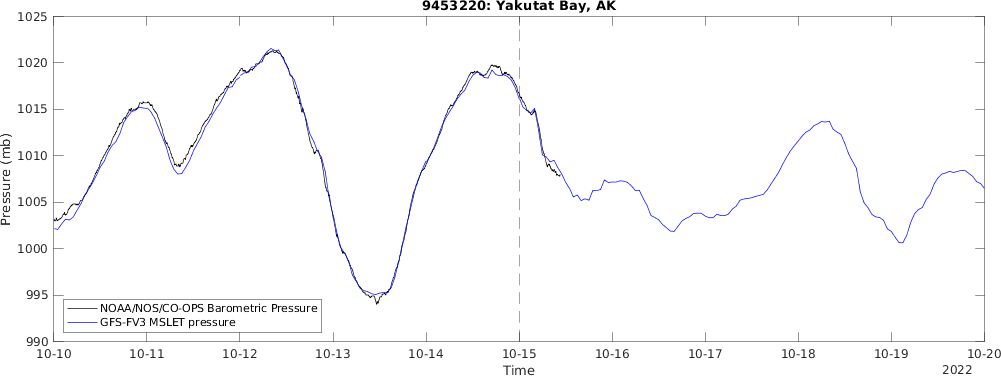 9453220: Yakutat Bay, AK
Pressure (mb)
1025
1020
1015
1010
1005
1000
995
990
NOAA/NOS/CO-OPS Barometric Pressure
GFS-FV3 MSLET pressure
10-10 10-11 10-12 10-13 10-14 10-15 10-16 10-17 10-18 10-19 10-20
Time
2022